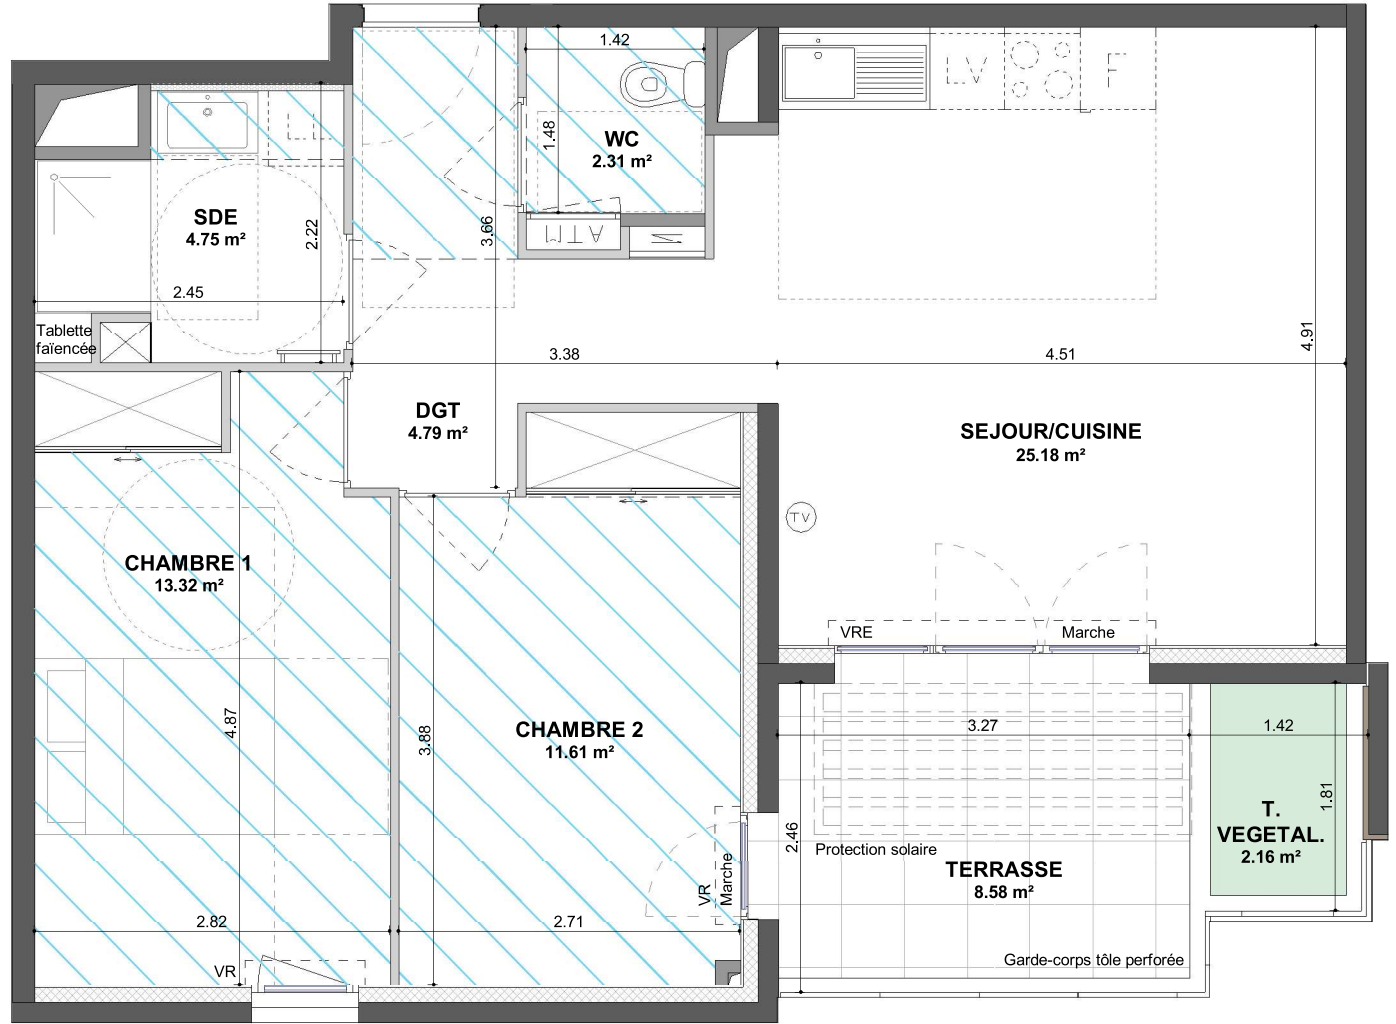 1.42
LV
F
1.48
WC
2.31 m²
LL
SDE
4.75 m²
2.22
3.66
ATM
M
2.45
Tablette
faïencée
3.38
4.51
4.91
DGT
4.79 m²
SEJOUR/CUISINE
25.18 m²
TV
CHAMBRE 1
13.32 m²
VRE
Marche
4.87
3.88
CHAMBRE 2
11.61 m²
3.27
1.42
1.81
T.
VEGETAL.
2.16 m²
2.46
Protection solaire
TERRASSE
8.58 m²
VR
Marche
2.82
2.71
VR
Garde-corps tôle perforée